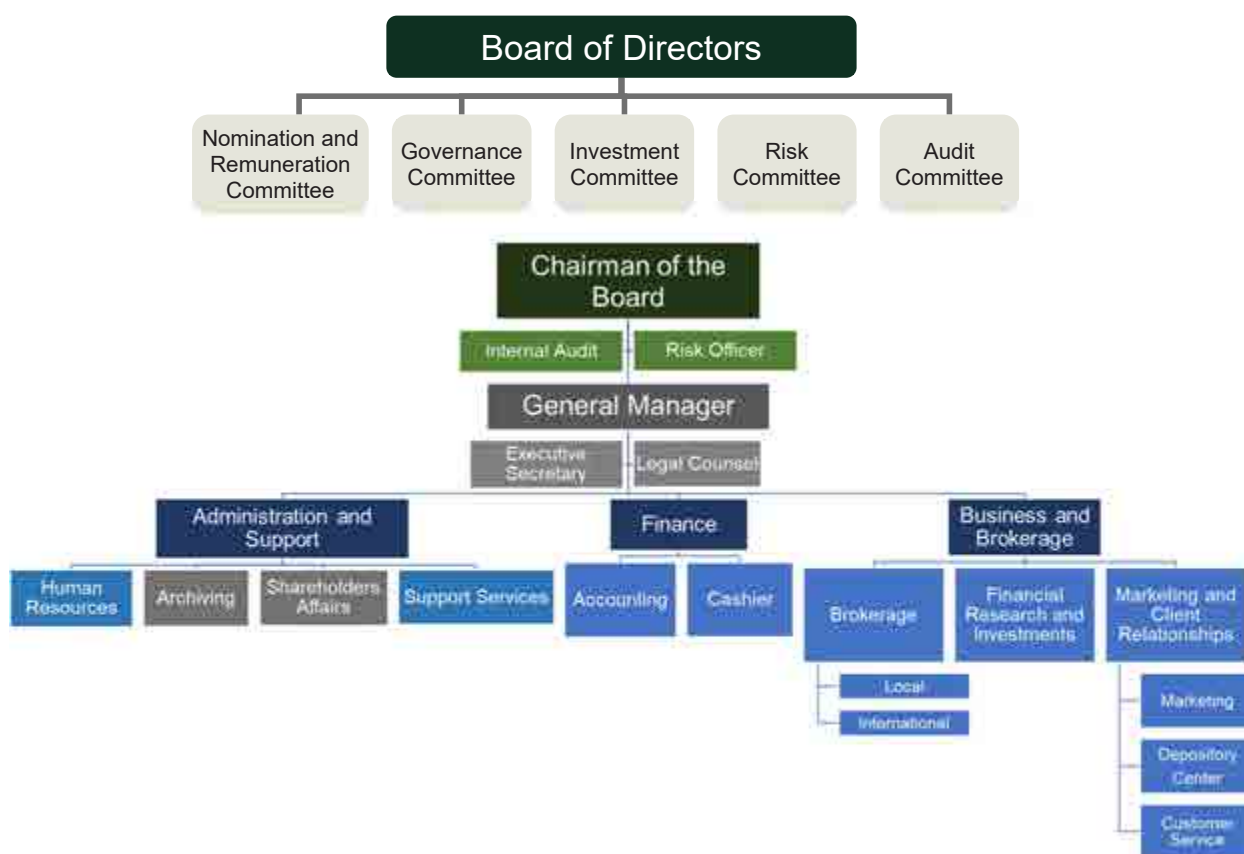 Board of Directors
Nomination and
Remuneration
Committee
Governance
Committee
Investment
Committee
Risk
Committee
Audit
Committee
Chairman of the
Board
Internal Audit
Risk Officer
General Manager
Executive
Secretary
Legal Counsel
Administration and
Support
Finance
Business and
Brokerage
Human
Resources
Archiving
Shareholders
Affairs
Support Services
Accounting
Cashier
Brokerage
Financial
Research and
Investments
Marketing and
Client
Relationships
Local
International
Marketing
Depository
Center
Customer
Service